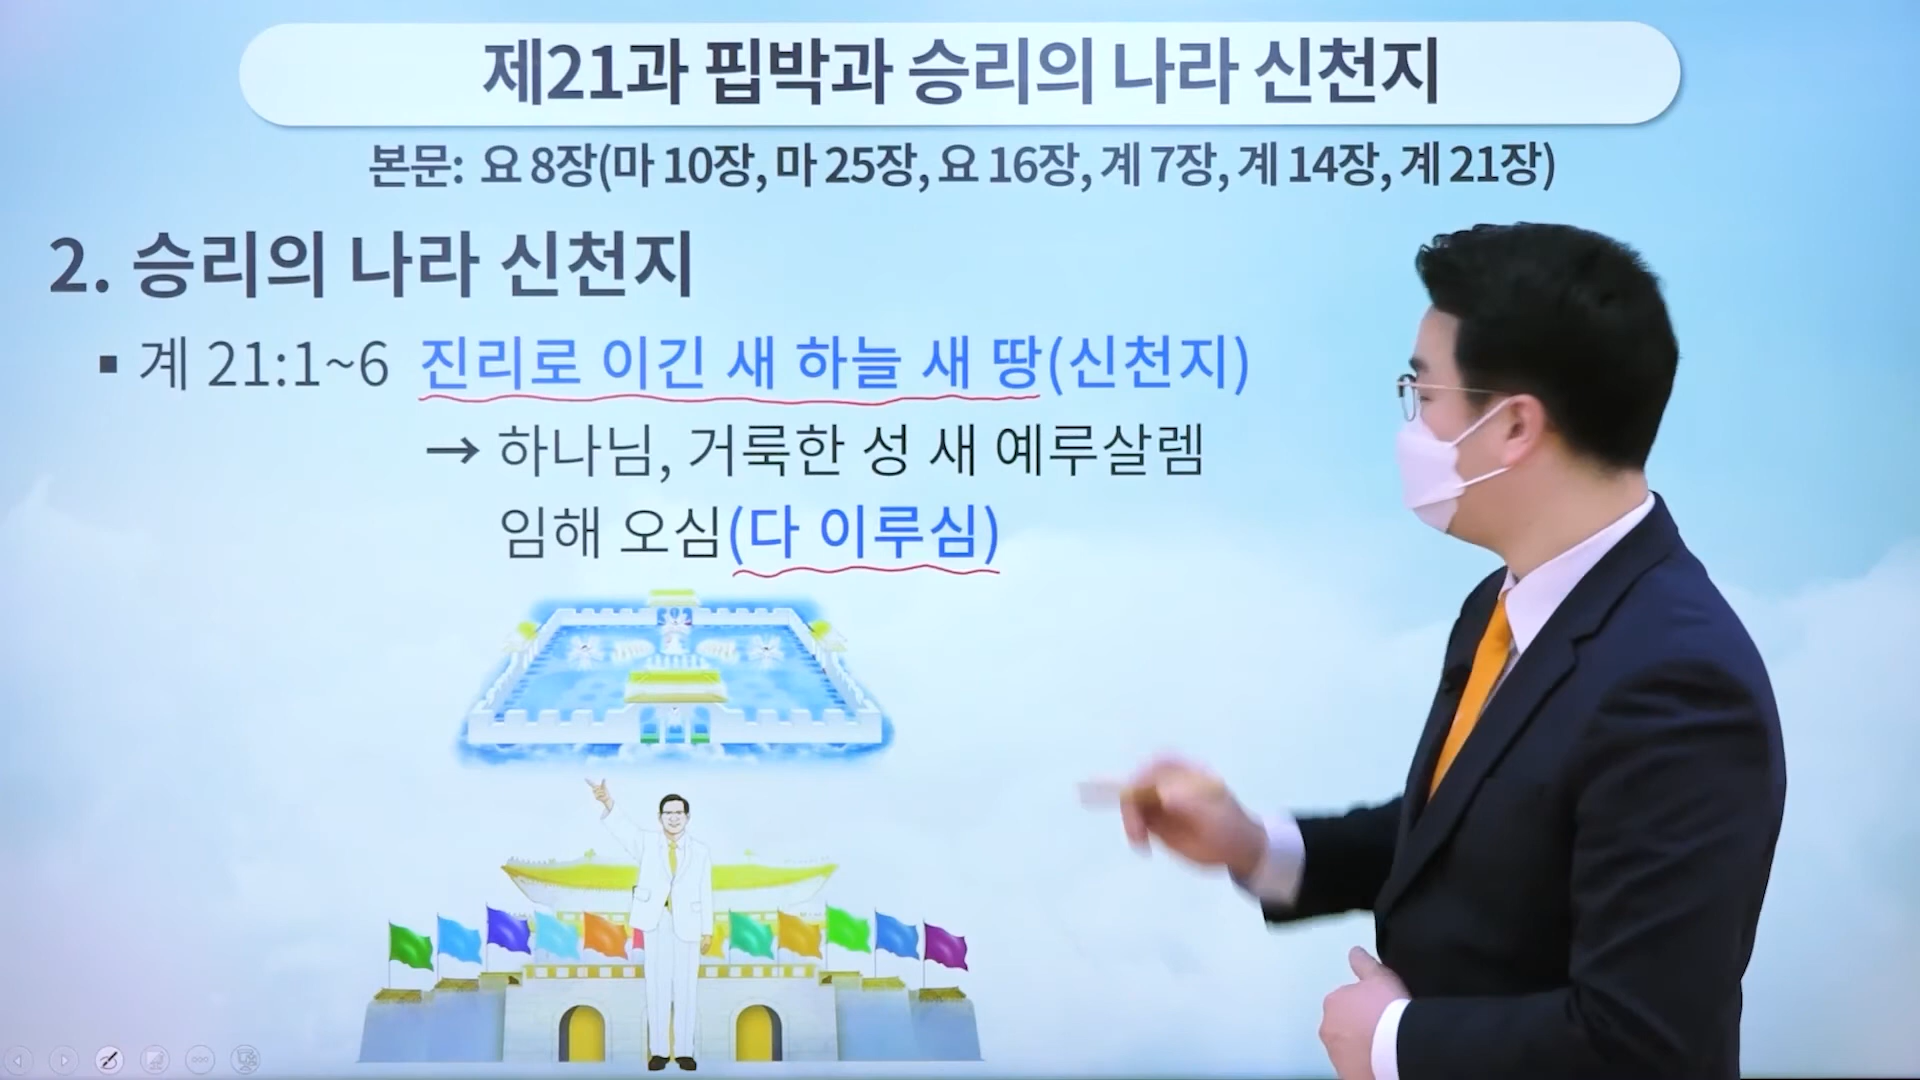 제21과 핍박과 승리의 나라 신천지
본문: 요 8장(마 10장, 마 25장, 요 16장, 계 7장, 계 14장, 계 21장)
2. 승리의 나라 신천지
▪ 계 21:1~6 진리로 이긴 새 하늘 새 땅(신천지)
→ 하나님, 거룩한 성 새 예루살렘
임해 오심(다 이루심)